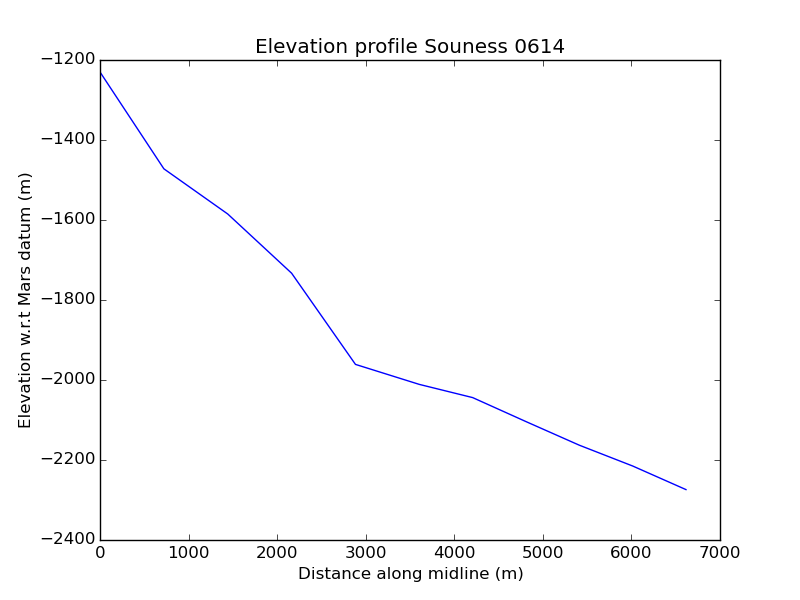 Elevation profile Souness 0614
Elevation w.r.t Mars datum (m)
−1200
−1400
−1600
−1800
−2000
−2200
−2400
0 1000 2000 3000 4000 5000 6000 7000
Distance along midline (m)